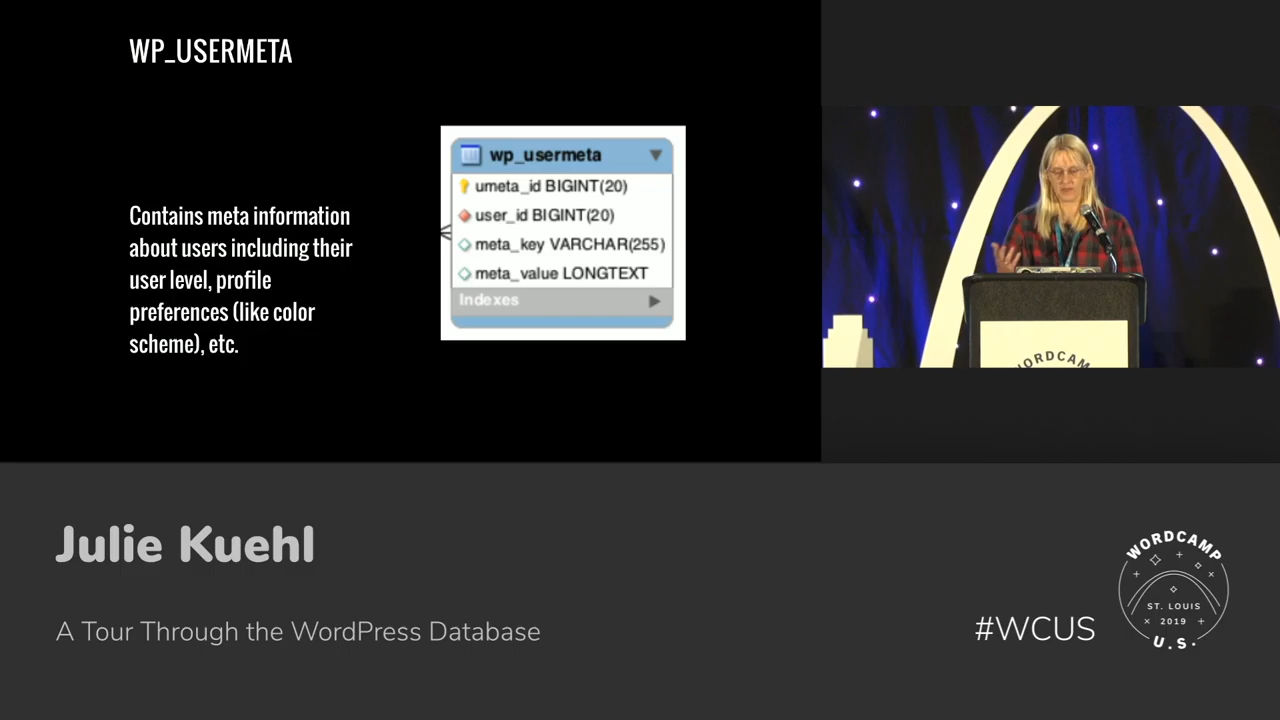 WP_USERMETA
Contains meta information
about users including their
user level, profile
preferences (like color
scheme), etc.
wp_usermeta
umeta_id BIGINT(20)
user_id BIGINT(20)
meta_key VARCHAR(255)
meta_value LONGTEXT
Indexes
WORDCAM
Julie Kuehl
A Tour Through the WordPress Database
#WCUS
WORDCAMP
ST. LOUIS
2019
U.S.